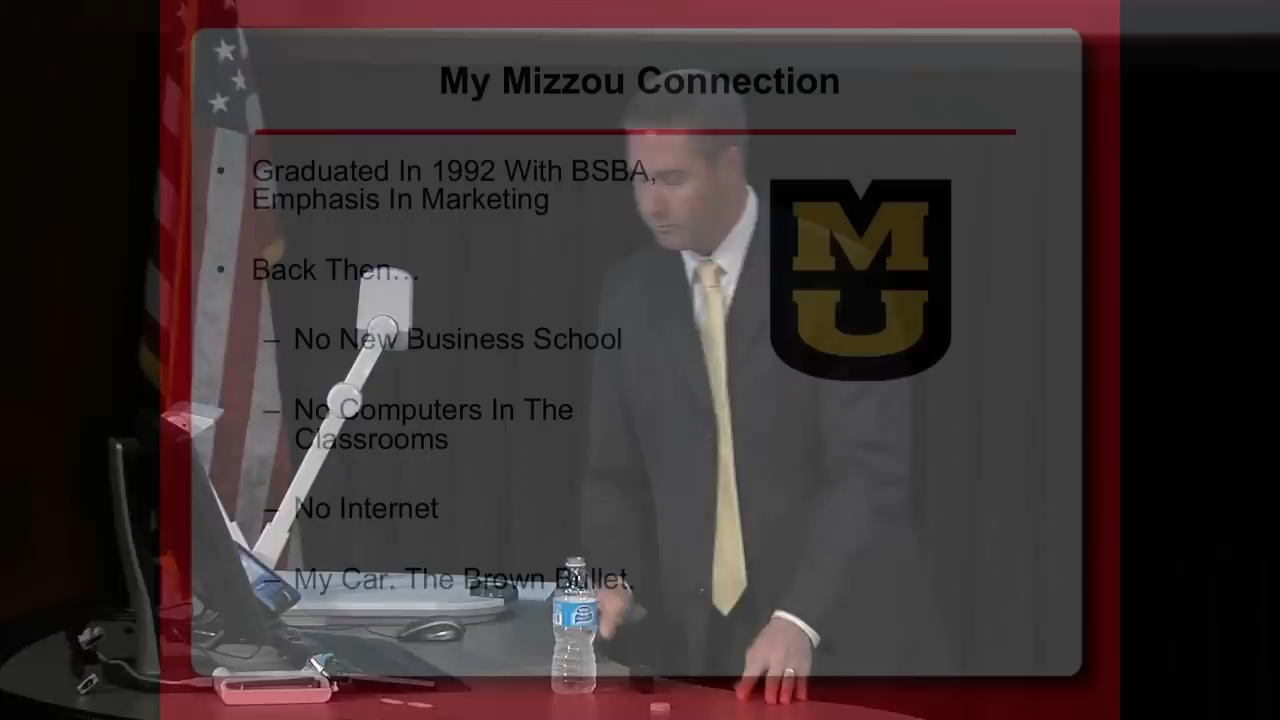 My Mizzou Connection
• Graduated In 1992 With BSBA,
Emphasis In Marketing
• Back Then...
– No New Business School
– No Computers In The
Classrooms
– No Internet
– My Car. The Brown Bullet,
M
U